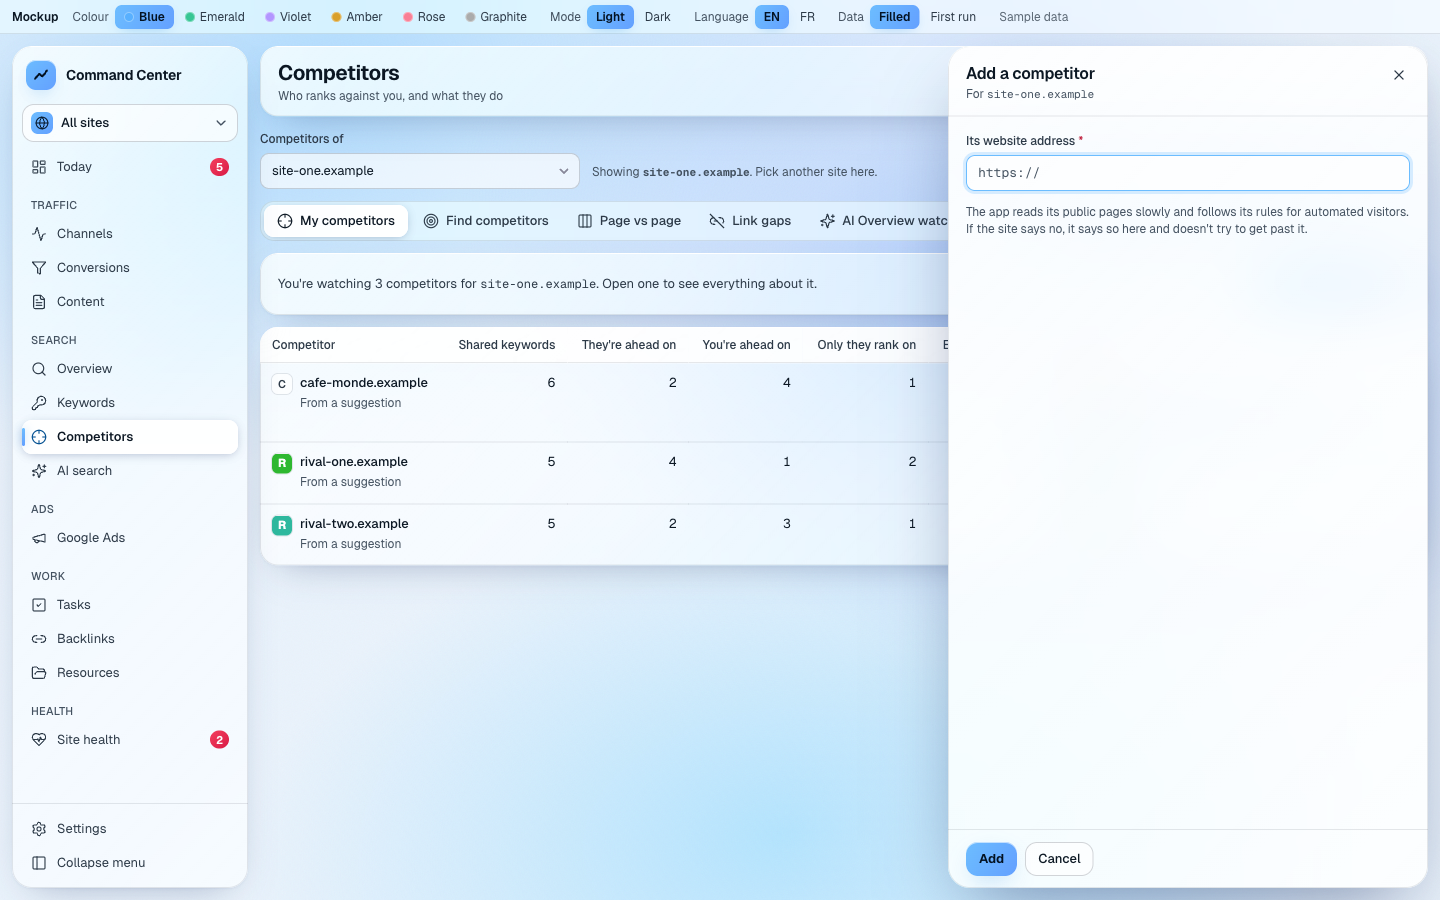 Mockup Colour Blue Emerald Violet Amber Rose Graphite Mode Light Dark Language EN FR Data Filled First run Sample data
Command Center
All sites
Today 5
TRAFFIC
Channels
Conversions
Content
SEARCH
Overview
Keywords
Competitors
AI search
ADS
Google Ads
WORK
Tasks
Backlinks
Resources
HEALTH
Site health 2
Settings
Collapse menu
Competitors
Who ranks against you, and what they do
Competitors of
site-one.example
Showing site-one.example. Pick another site here.
My competitors Find competitors Page vs page Link gaps AI Overview watc
You're watching 3 competitors for site-one.example. Open one to see everything about it.
Competitor Shared keywords They're ahead on You're ahead on Only they rank on
C cafe-monde.example 6 2 4 1
From a suggestion
R rival-one.example 5 4 1 2
From a suggestion
R rival-two.example 5 2 3 1
From a suggestion
Add a competitor
For site-one.example
Its website address *
https://
The app reads its public pages slowly and follows its rules for automated visitors.
If the site says no, it says so here and doesn't try to get past it.
Add Cancel